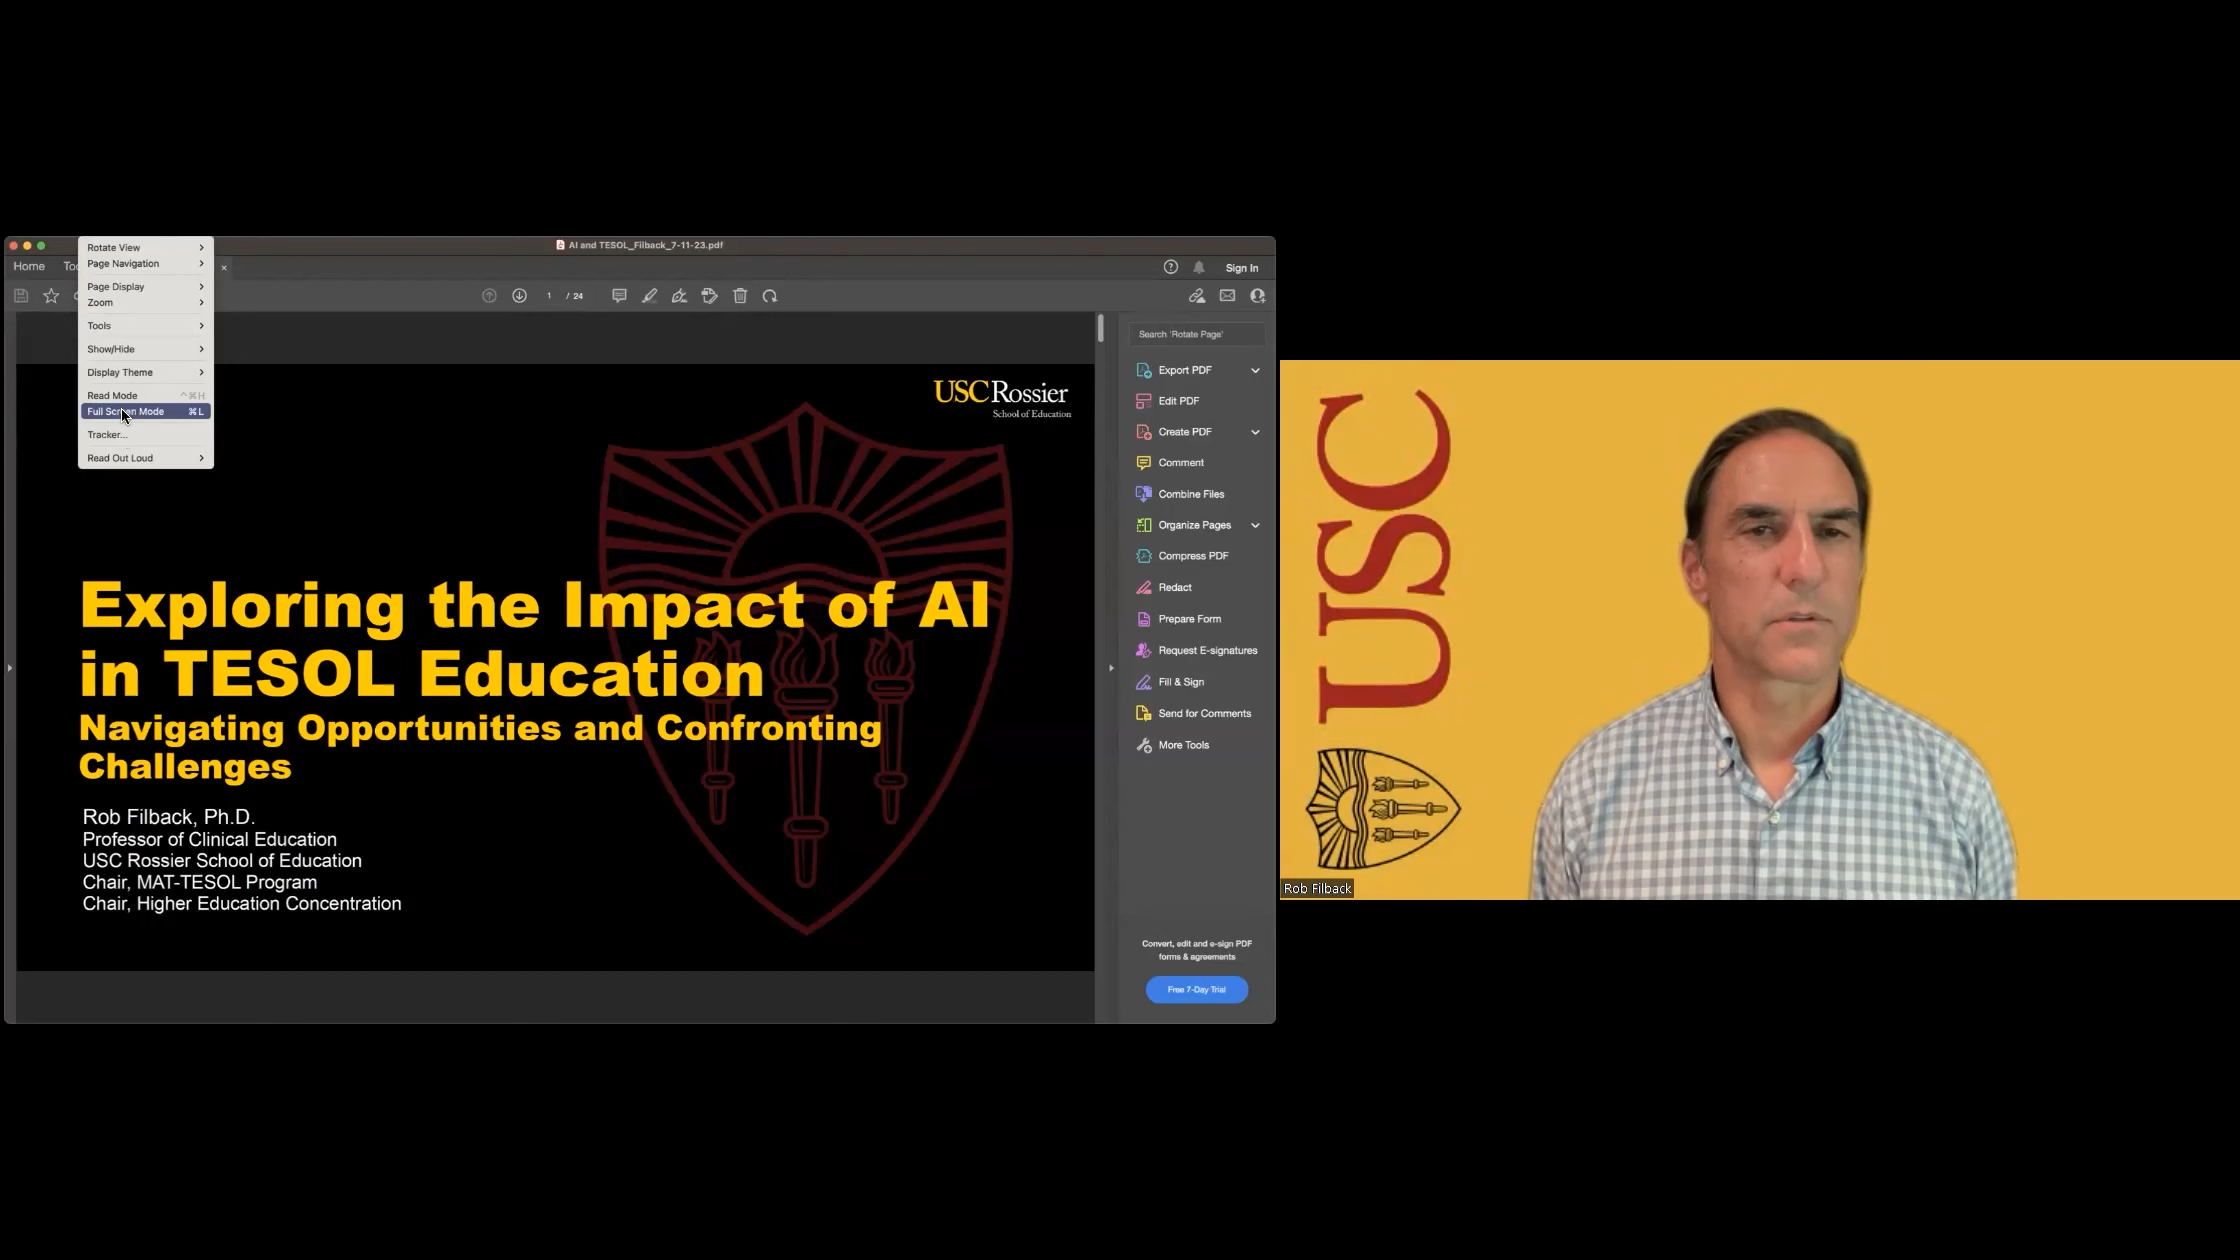 AI and TESOL_Filback_7-11-23.pdf
Home
Rotate View
Page Navigation
Page Display
Zoom
Tools
Show/Hide
Display Theme
Read Mode ^⌘H
Full Screen Mode ⌘L
Tracker...
Read Out Loud
Sign In
1 / 24
USC Rossier
School of Education
Exploring the Impact of AI
in TESOL Education
Navigating Opportunities and Confronting
Challenges
Rob Filback, Ph.D.
Professor of Clinical Education
USC Rossier School of Education
Chair, MAT-TESOL Program
Chair, Higher Education Concentration
Search 'Rotate Page'
Export PDF
Edit PDF
Create PDF
Comment
Combine Files
Organize Pages
Compress PDF
Redact
Prepare Form
Request E-signatures
Fill & Sign
Send for Comments
More Tools
Convert, edit and e-sign PDF
forms & agreements
Free 7-Day Trial
USC
Rob Filback